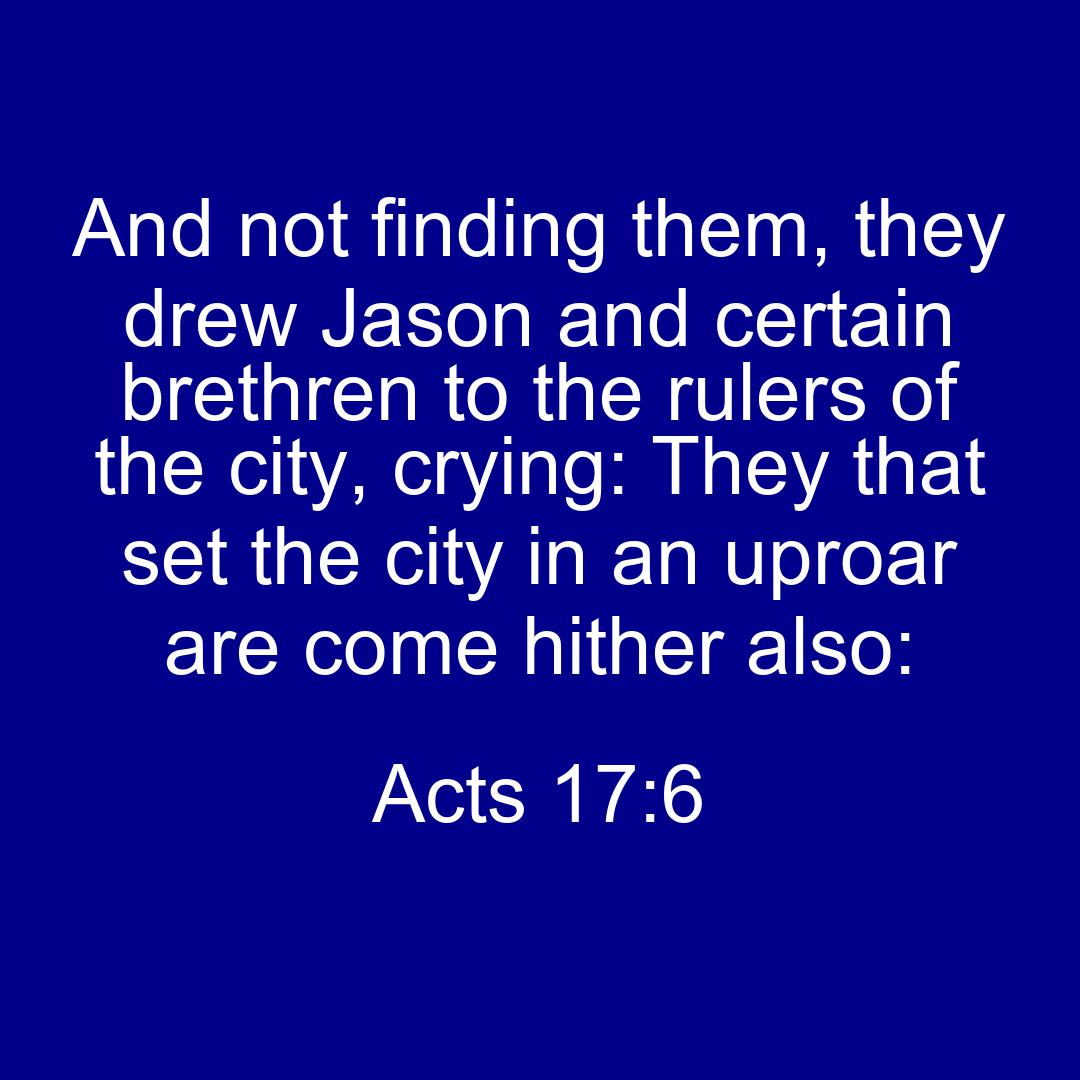 And not finding them, they
drew Jason and certain
brethren to the rulers of
the city, crying: They that
set the city in an uproar
are come hither also:
Acts 17:6